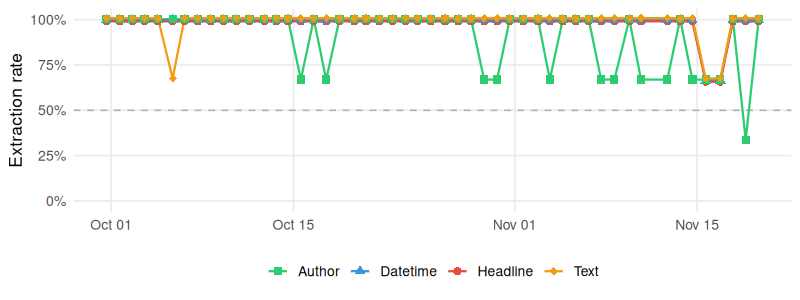 100%
75%
50%
25%
0%
Extraction rate
Oct 01 Oct 15 Nov 01 Nov 15
Author Datetime Headline Text